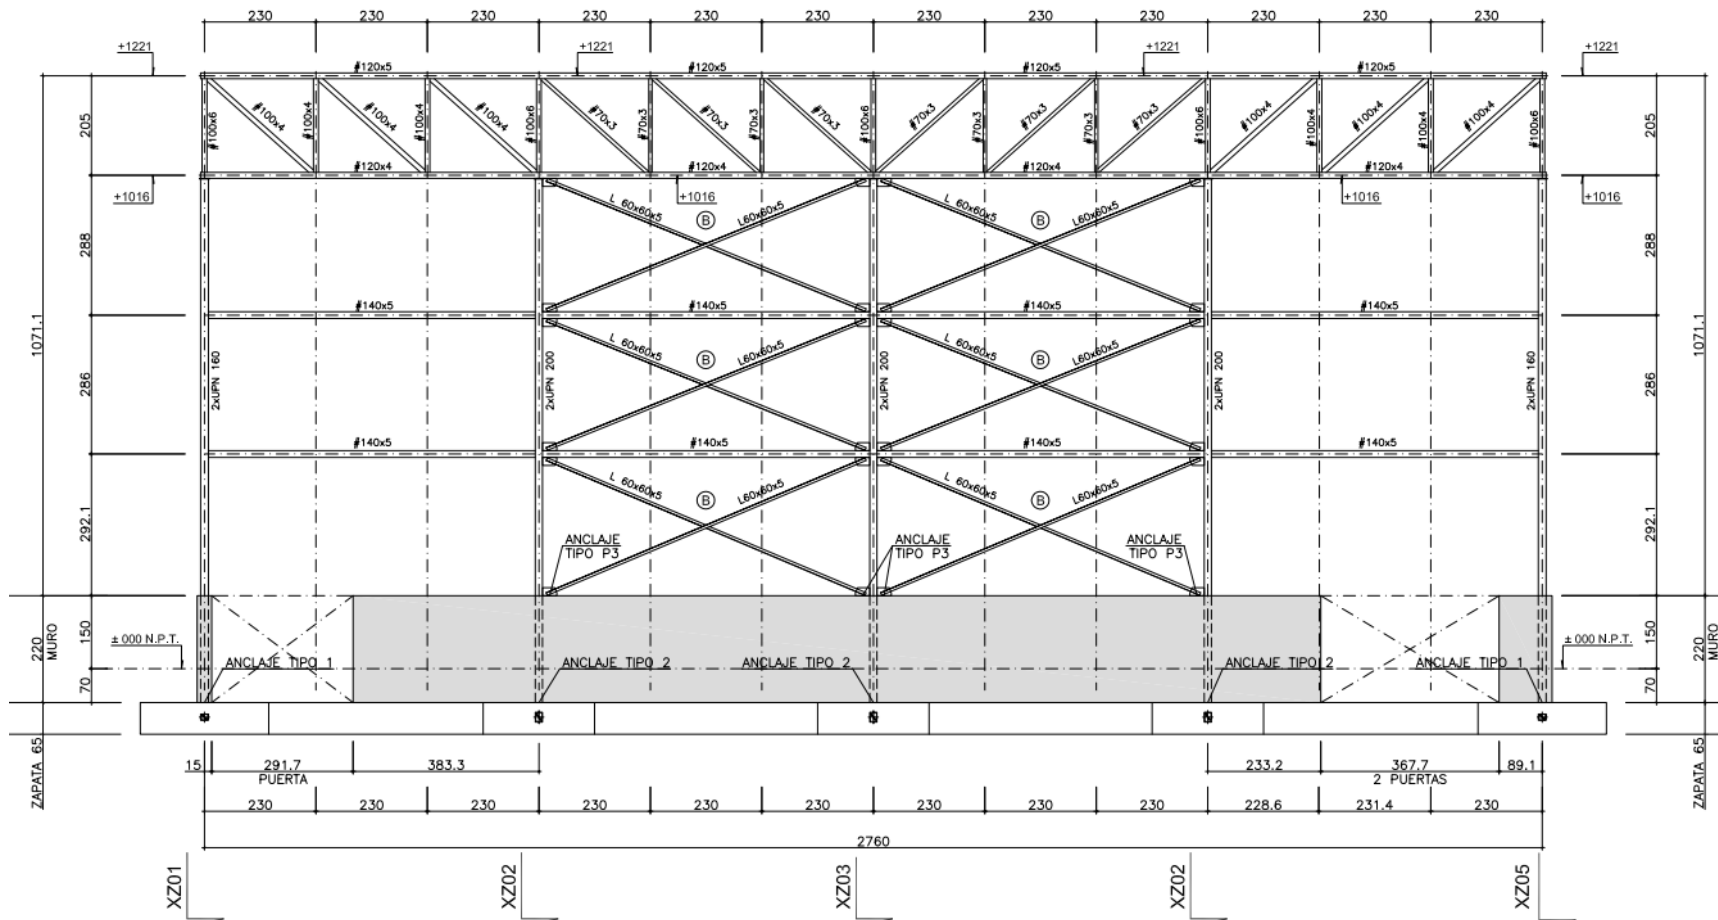 230 230 230 230 230 230 230 230 230 230 230 230
+1221 +1221 +1221 +1221
#120x5 #120x5 #120x5 #120x5
#100x6 #100x4 #100x4 #100x4 #100x4 #100x4 #100x6 #70x3 #70x3 #70x3 #70x3 #70x3 #100x6 #70x3 #70x3 #70x3 #70x3 #70x3 #100x6 #100x4 #100x4 #100x4 #100x4 #100x4 #100x6
205 205
#120x4 #120x4 #120x4 #120x4
+1016 +1016 +1016 +1016
L 60x60x5 B L60x60x5 L 60x60x5 B L60x60x5
288 288
#140x5 #140x5 #140x5 #140x5
1071.1 1071.1
L 60x60x5 B L60x60x5 L 60x60x5 B L60x60x5
286 2xUPN 160 2xUPN 200 2xUPN 200 2xUPN 200 2xUPN 160 286
#140x5 #140x5 #140x5 #140x5
L 60x60x5 B L60x60x5 L 60x60x5 B L60x60x5
292.1 292.1
ANCLAJE ANCLAJE ANCLAJE
TIPO P3 TIPO P3 TIPO P3
220 150 150 220
MURO MURO
± 000 N.P.T. ± 000 N.P.T.
ANCLAJE TIPO 1 ANCLAJE TIPO 2 ANCLAJE TIPO 2 ANCLAJE TIPO 2 ANCLAJE TIPO 1
70 70
ZAPATA 65 ZAPATA 65
15 291.7 383.3 233.2 367.7 89.1
PUERTA 2 PUERTAS
230 230 230 230 230 230 230 230 230 228.6 231.4 230
2760
XZ01 XZ02 XZ03 XZ02 XZ05